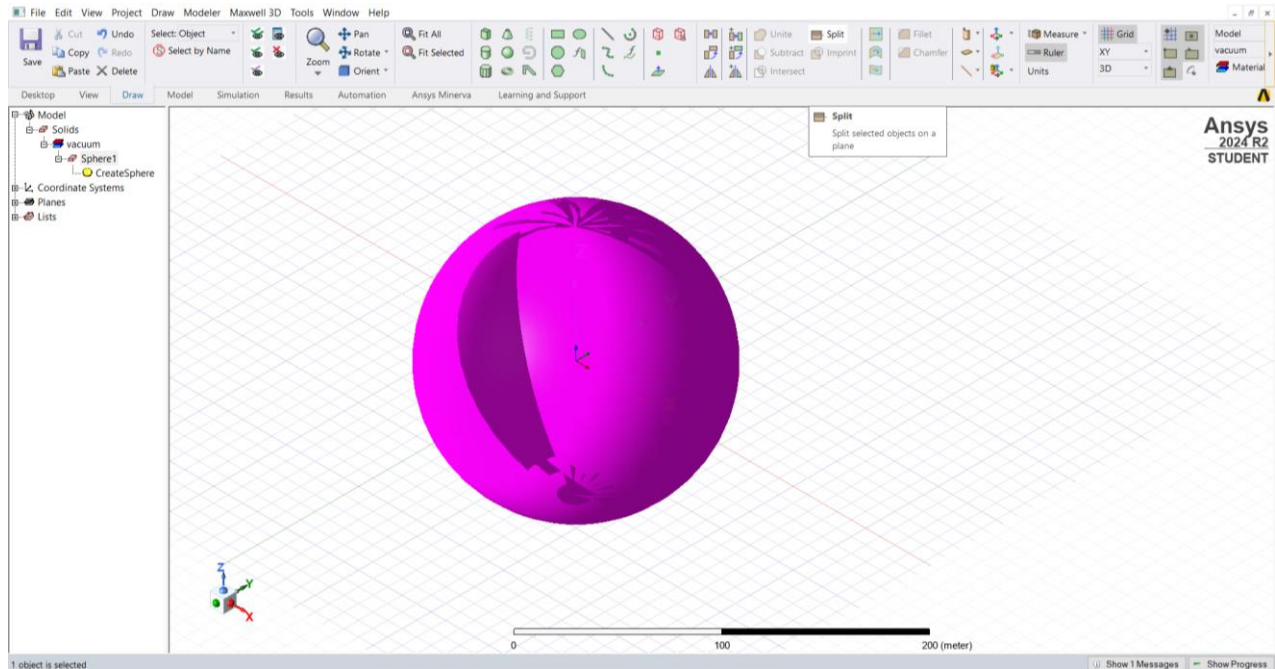 File Edit View Project Draw Modeler Maxwell 3D Tools Window Help
Save
Cut Undo
Copy Redo
Paste Delete
Select: Object
Select by Name
Zoom
Pan
Rotate
Orient
Fit All
Fit Selected
Unite Split
Subtract Imprint
Intersect
Fillet
Chamfer
Measure
Ruler
Units
Grid
XY
3D
Model
vacuum
Material
Desktop View Draw Model Simulation Results Automation Ansys Minerva Learning and Support
Model
Solids
vacuum
Sphere1
CreateSphere
Coordinate Systems
Planes
Lists
Split
Split selected objects on a
plane
Ansys
2024 R2
STUDENT
Z
Z
Y
X
0 100 200 (meter)
1 object is selected
Show 1 Messages Show Progress